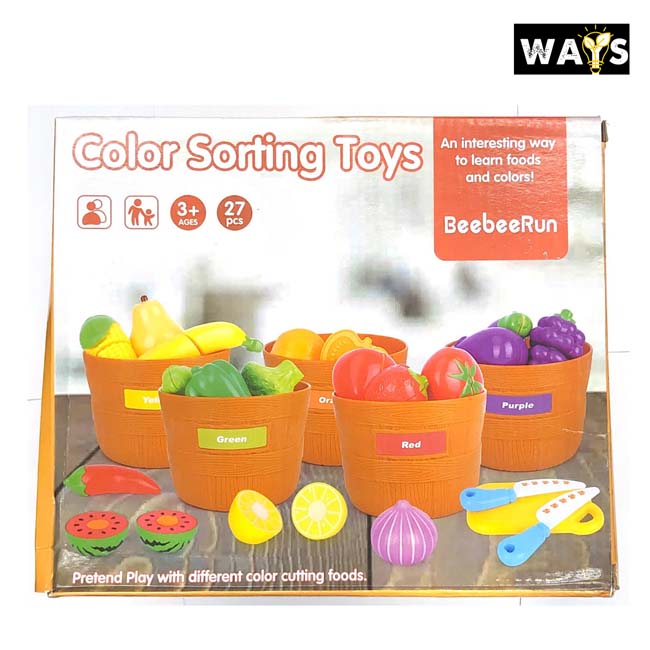 WAYS
Color Sorting Toys
An interesting way
to learn foods
and colors!
BeebeeRun
3+
AGES
27
pcs
Green
Red
Purple
Pretend Play with different color cutting foods.